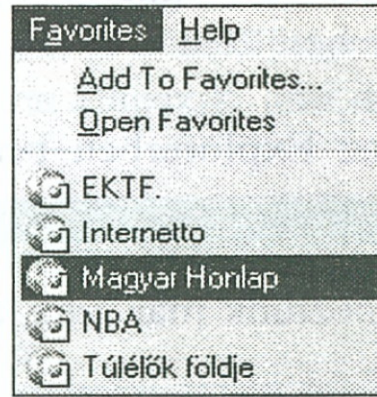 Favorites Help
Add To Favorites...
Open Favorites
EKTF.
Internetto
Magyar Honlap
NBA
Túlélők földje